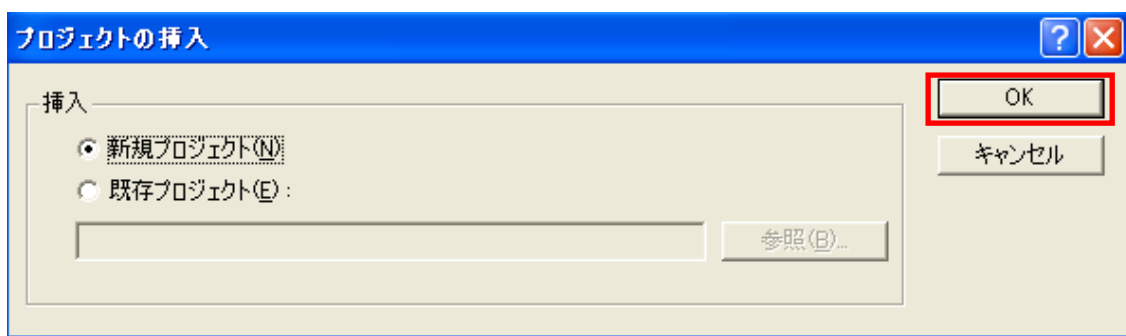 プロジェクトの挿入
挿入
新規プロジェクト(N)
既存プロジェクト(E):
参照(B)...
OK
キャンセル